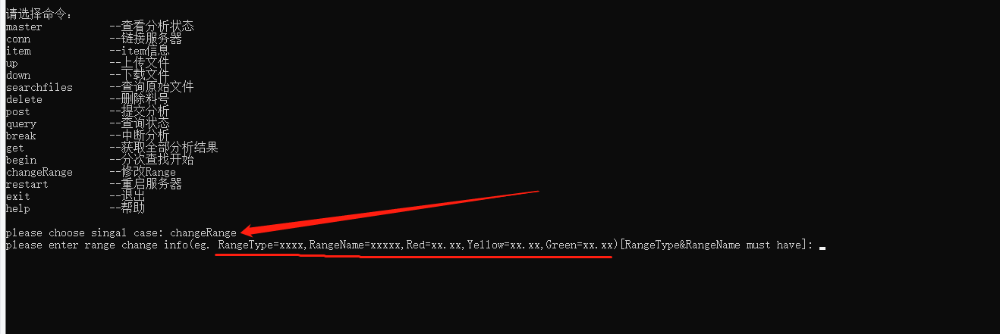 请选择命令:
master --查看分析状态
conn --链接服务器
item --item信息
up --上传文件
down --下载文件
searchfiles --查询原始文件
delete --删除料号
post --提交分析
query --查询状态
break --中断分析
get --获取全部分析结果
begin --分次查找开始
changeRange --修改Range
restart --重启服务器
exit --退出
help --帮助
please choose singal case: changeRange
please enter range change info(eg. RangeType=xxxx,RangeName=xxxxx,Red=xx.xx,Yellow=xx.xx,Green=xx.xx)[RangeType&RangeName must have]: